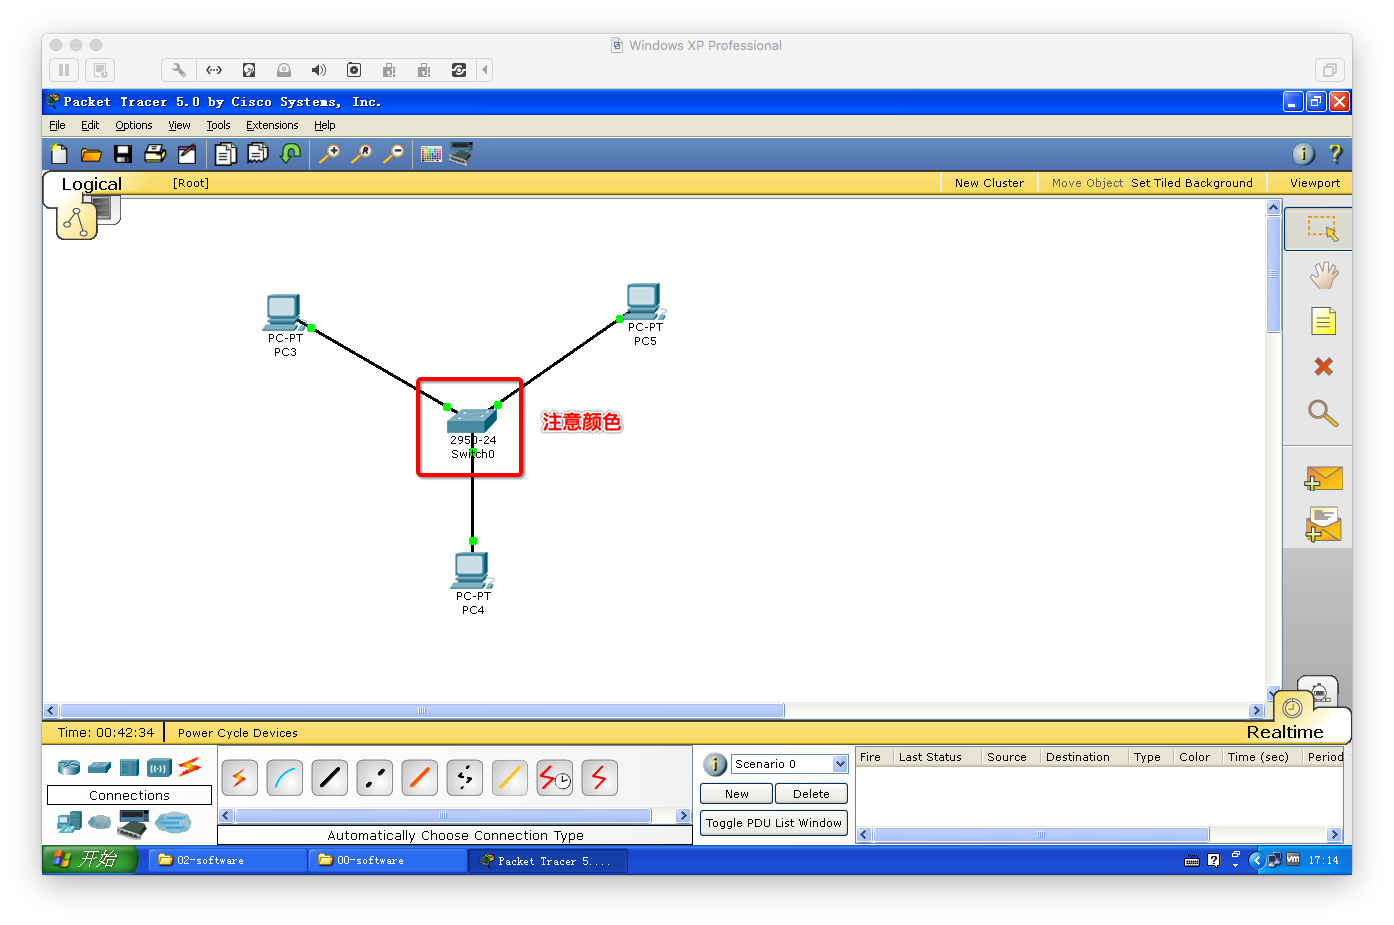 Windows XP Professional
Packet Tracer 5.0 by Cisco Systems, Inc.
File Edit Options View Tools Extensions Help
Logical [Root] New Cluster Move Object Set Tiled Background Viewport
PC-PT
PC3
PC-PT
PC5
2950-24
Switch0
注意颜色
PC-PT
PC4
Time: 00:42:34 Power Cycle Devices
Realtime
Connections
Automatically Choose Connection Type
Scenario 0
New Delete
Toggle PDU List Window
Fire Last Status Source Destination Type Color Time (sec) Period
开始 02-software 00-software Packet Tracer 5.... 17:14